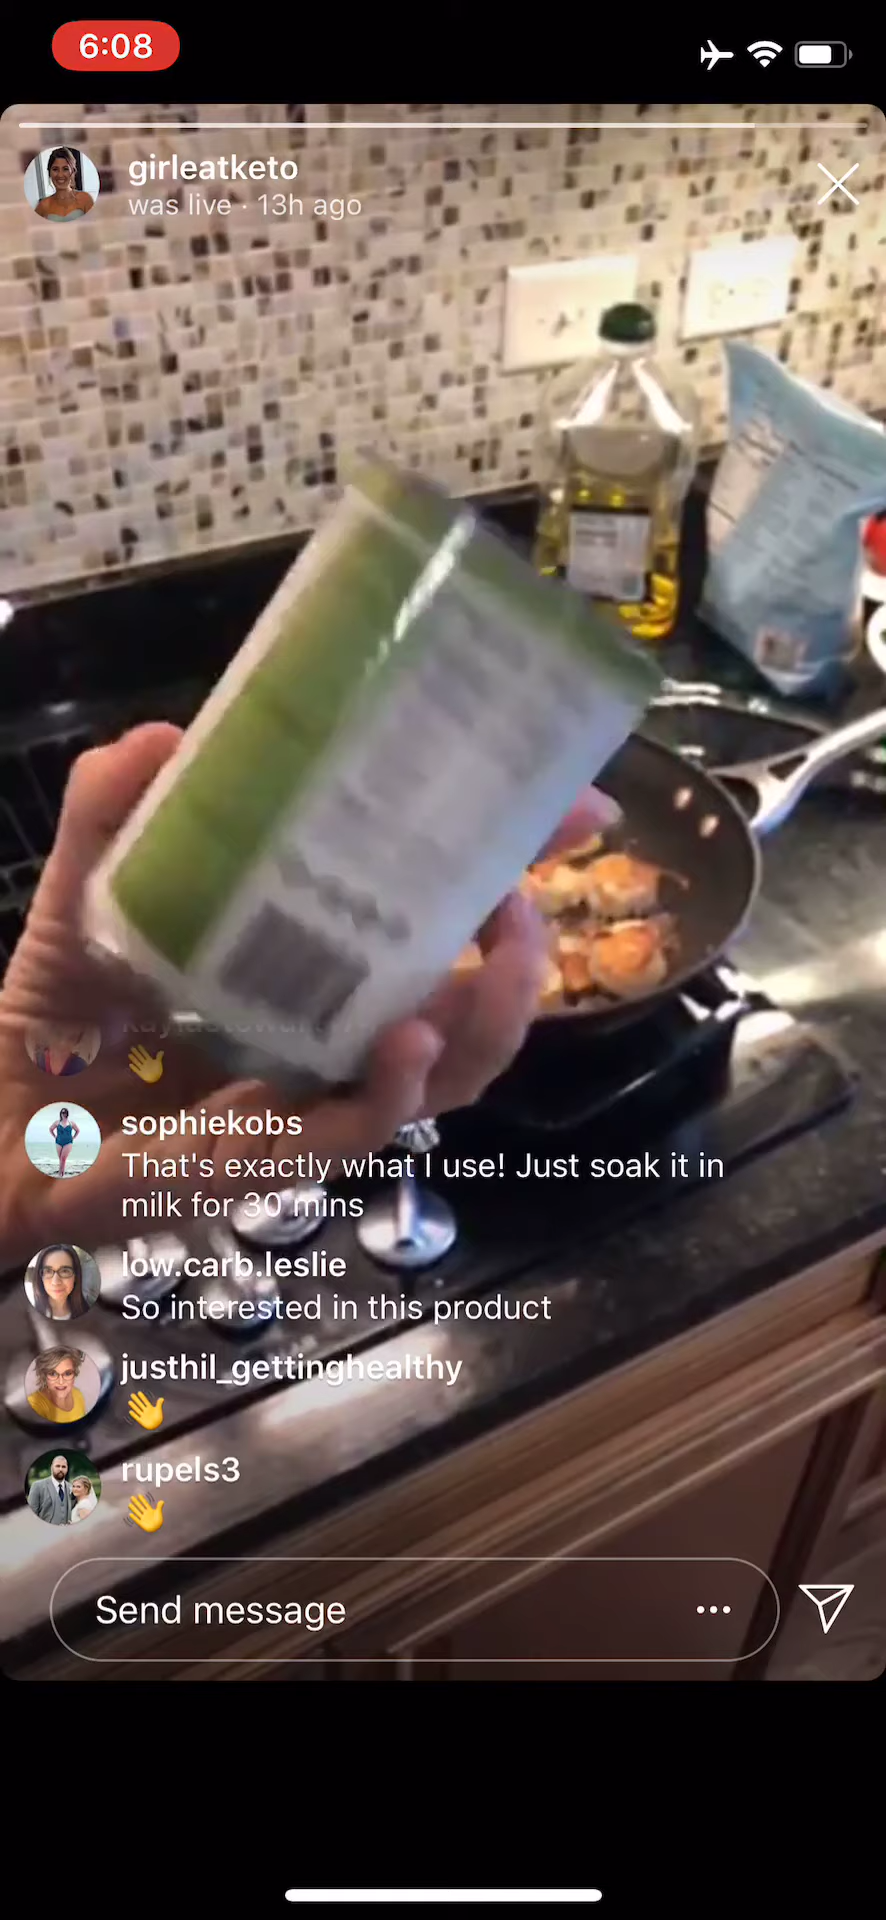 6:08
girleatketo
was live · 13h ago
sophiekobs
That's exactly what I use! Just soak it in
milk for 30 mins
low.carb.leslie
So interested in this product
justhil_gettinghealthy
rupels3
Send message